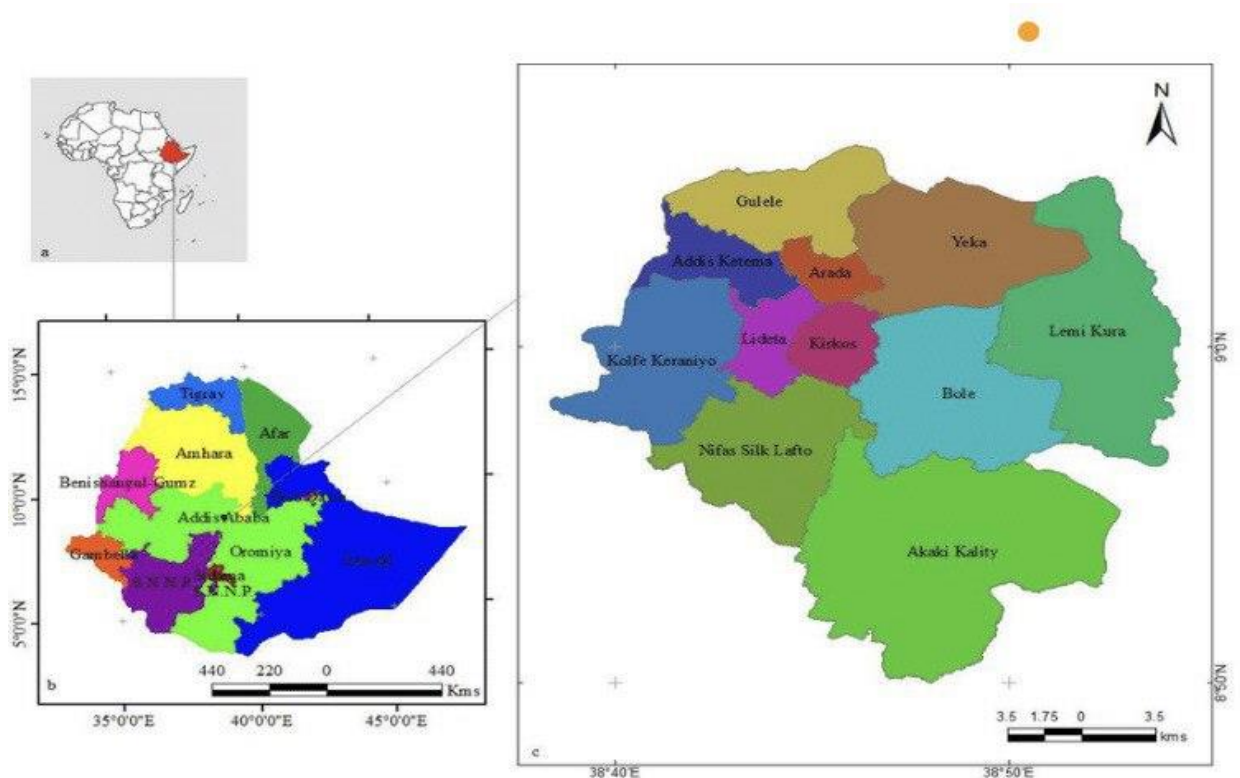 a
Tigray
Afar
Amhara
Benishangul-Gumz
Addis Ababa
Gambella
Oromiya
S.N.N.P.
S.N.N.P.
440 220 0 440
Kms
b
15°0'0"N
10°0'0"N
5°0'0"N
35°0'0"E 40°0'0"E 45°0'0"E
N
Gulele
Yeka
Addis Ketema
Arada
Lemi Kura
Lideta
Kirkos
Kolfe Keraniyo
Bole
Nifas Silk Lafto
Akaki Kality
3.5 1.75 0 3.5
kms
c
9°0'N
8°50'N
38°40'E 38°50'E